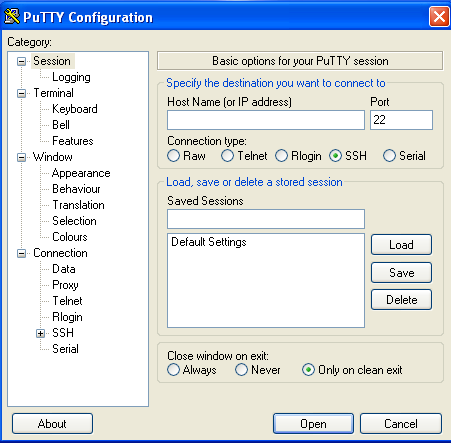 PuTTY Configuration
Category:
Session
Logging
Terminal
Keyboard
Bell
Features
Window
Appearance
Behaviour
Translation
Selection
Colours
Connection
Data
Proxy
Telnet
Rlogin
SSH
Serial
Basic options for your PuTTY session
Specify the destination you want to connect to
Host Name (or IP address) Port
22
Connection type:
Raw Telnet Rlogin SSH Serial
Load, save or delete a stored session
Saved Sessions
Default Settings
Load
Save
Delete
Close window on exit:
Always Never Only on clean exit
About Open Cancel